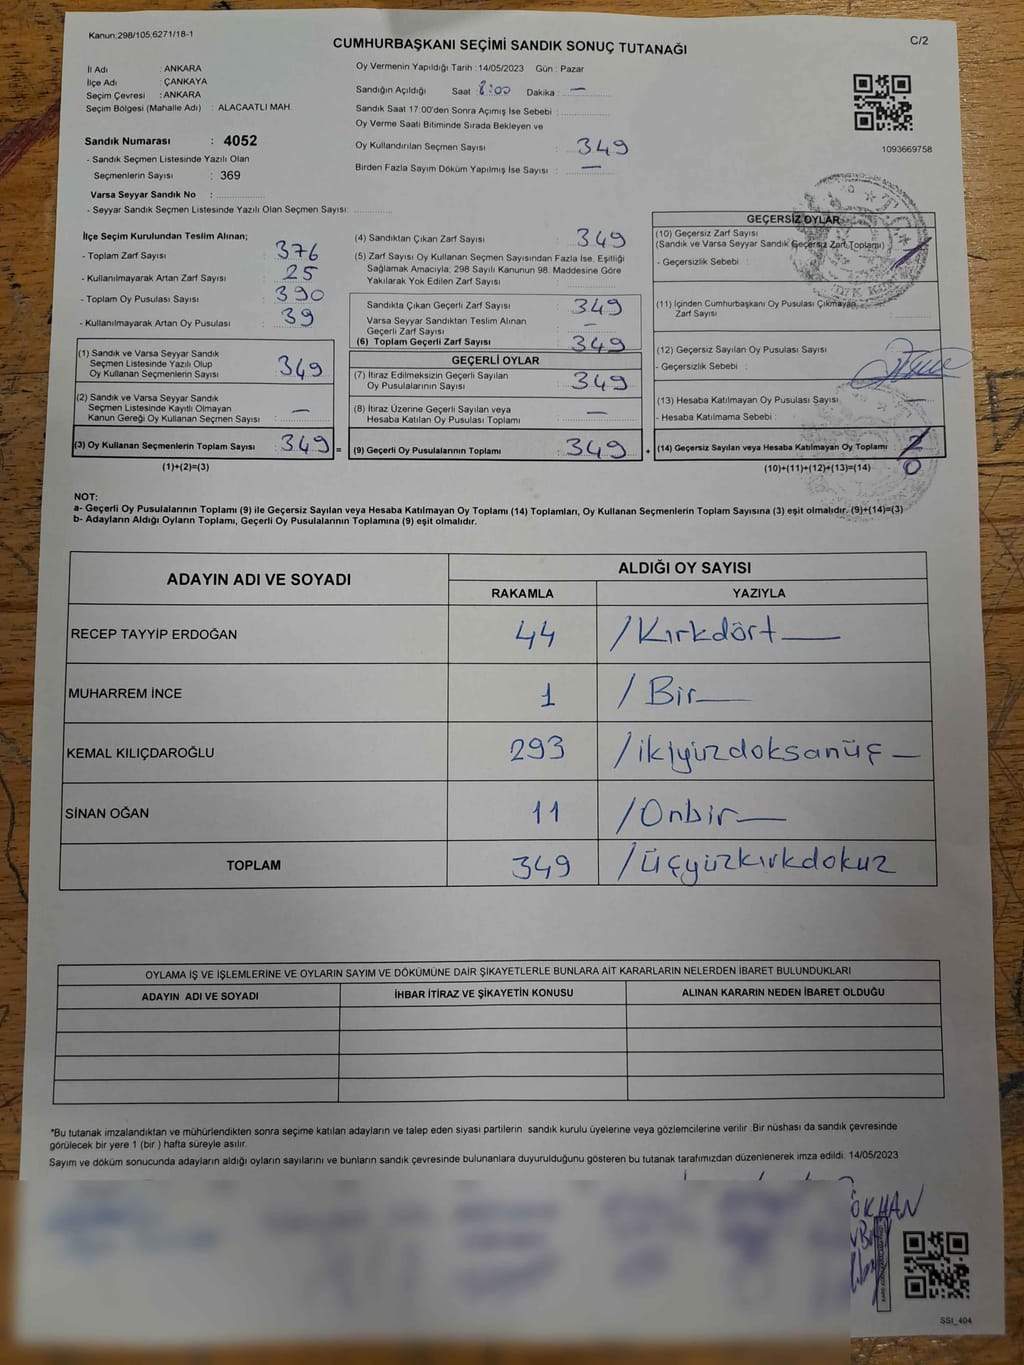 Kanun:298/105;6271/18-1
CUMHURBAŞKANI SEÇİMİ SANDIK SONUÇ TUTANAĞI
C/2
İl Adı : ANKARA
İlçe Adı : ÇANKAYA
Seçim Çevresi : ANKARA
Seçim Bölgesi (Mahalle Adı) : ALACAATLI MAH.
Sandık Numarası : 4052
- Sandık Seçmen Listesinde Yazılı Olan
Seçmenlerin Sayısı : 369
Varsa Seyyar Sandık No :
- Seyyar Sandık Seçmen Listesinde Yazılı Olan Seçmen Sayısı:
Oy Vermenin Yapıldığı Tarih : 14/05/2023 Gün : Pazar
Sandığın Açıldığı Saat : 8:00 Dakika : —
Sandık Saat 17:00'den Sonra Açımış İse Sebebi :
Oy Verme Saati Bitiminde Sırada Bekleyen ve
Oy Kullandırılan Seçmen Sayısı : 349
Birden Fazla Sayım Döküm Yapılmış İse Sayısı : —
1093669758
İlçe Seçim Kurulundan Teslim Alınan;
- Toplam Zarf Sayısı : 376
- Kullanılmayarak Artan Zarf Sayısı : 25
- Toplam Oy Pusulası Sayısı : 390
- Kullanılmayarak Artan Oy Pusulası : 39
(1) Sandık ve Varsa Seyyar Sandık
Seçmen Listesinde Yazılı Olup
Oy Kullanan Seçmenlerin Sayısı : 349
(2) Sandık ve Varsa Seyyar Sandık
Seçmen Listesinde Kayıtlı Olmayan
Kanun Gereği Oy Kullanan Seçmen Sayısı : —
(3) Oy Kullanan Seçmenlerin Toplam Sayısı : 349 =
(1)+(2)=(3)
(4) Sandıktan Çıkan Zarf Sayısı : 349
(5) Zarf Sayısı Oy Kullanan Seçmen Sayısından Fazla İse, Eşitliği
Sağlamak Amacıyla; 298 Sayılı Kanunun 98. Maddesine Göre
Yakılarak Yok Edilen Zarf Sayısı :
Sandıkta Çıkan Geçerli Zarf Sayısı : 349
Varsa Seyyar Sandıktan Teslim Alınan
Geçerli Zarf Sayısı : —
(6) Toplam Geçerli Zarf Sayısı : 349
GEÇERLİ OYLAR
(7) İtiraz Edilmeksizin Geçerli Sayılan
Oy Pusulalarının Sayısı : 349
(8) İtiraz Üzerine Geçerli Sayılan veya
Hesaba Katılan Oy Pusulası Toplamı : —
(9) Geçerli Oy Pusulalarının Toplamı : 349 +
GEÇERSİZ OYLAR
(10) Geçersiz Zarf Sayısı
(Sandık ve Varsa Seyyar Sandık Geçersiz Zarf Toplamı) :
- Geçersizlik Sebebi :
(11) İçinden Cumhurbaşkanı Oy Pusulası Çıkmayan
Zarf Sayısı :
(12) Geçersiz Sayılan Oy Pusulası Sayısı
- Geçersizlik Sebebi :
(13) Hesaba Katılmayan Oy Pusulası Sayısı : —
- Hesaba Katılmama Sebebi :
(14) Geçersiz Sayılan veya Hesaba Katılmayan Oy Toplamı : 0
(10)+(11)+(12)+(13)=(14)
NOT:
a- Geçerli Oy Pusulalarının Toplamı (9) ile Geçersiz Sayılan veya Hesaba Katılmayan Oy Toplamı (14) Toplamları, Oy Kullanan Seçmenlerin Toplam Sayısına (3) eşit olmalıdır. (9)+(14)=(3)
b- Adayların Aldığı Oyların Toplamı, Geçerli Oy Pusulalarının Toplamına (9) eşit olmalıdır.
ADAYIN ADI VE SOYADI
ALDIĞI OY SAYISI
RAKAMLA YAZIYLA
RECEP TAYYİP ERDOĞAN 44 /Kırkdört—
MUHARREM İNCE 1 /Bir—
KEMAL KILIÇDAROĞLU 293 /ikiyüzdoksanüç—
SİNAN OĞAN 11 /Onbir—
TOPLAM 349 /üçyüzkırkdokuz
OYLAMA İŞ VE İŞLEMLERİNE VE OYLARIN SAYIM VE DÖKÜMÜNE DAİR ŞİKAYETLERLE BUNLARA AİT KARARLARIN NELERDEN İBARET BULUNDUKLARI
ADAYIN ADI VE SOYADI İHBAR İTİRAZ VE ŞİKAYETİN KONUSU ALINAN KARARIN NEDEN İBARET OLDUĞU
*Bu tutanak imzalandıktan ve mühürlendikten sonra seçime katılan adayların ve talep eden siyasi partilerin sandık kurulu üyelerine veya gözlemcilerine verilir. Bir nüshası da sandık çevresinde
görülecek bir yere 1 (bir ) hafta süreyle asılır.
Sayım ve döküm sonucunda adayların aldığı oyların sayılarını ve bunların sandık çevresinde bulunanlara duyurulduğunu gösteren bu tutanak tarafımızdan düzenlenerek imza edildi. 14/05/2023
SSI_404